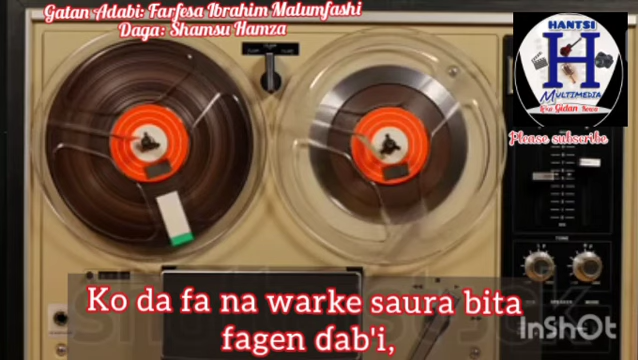 Gatan Adabi: Farfesa Ibrahim Malumfashi
Daga: Shamsu Hamza
HANTSI
H
MULTIMEDIA
Please subscribe
Ko da fa na warke saura bita
fagen ɗab'i,
InShOt